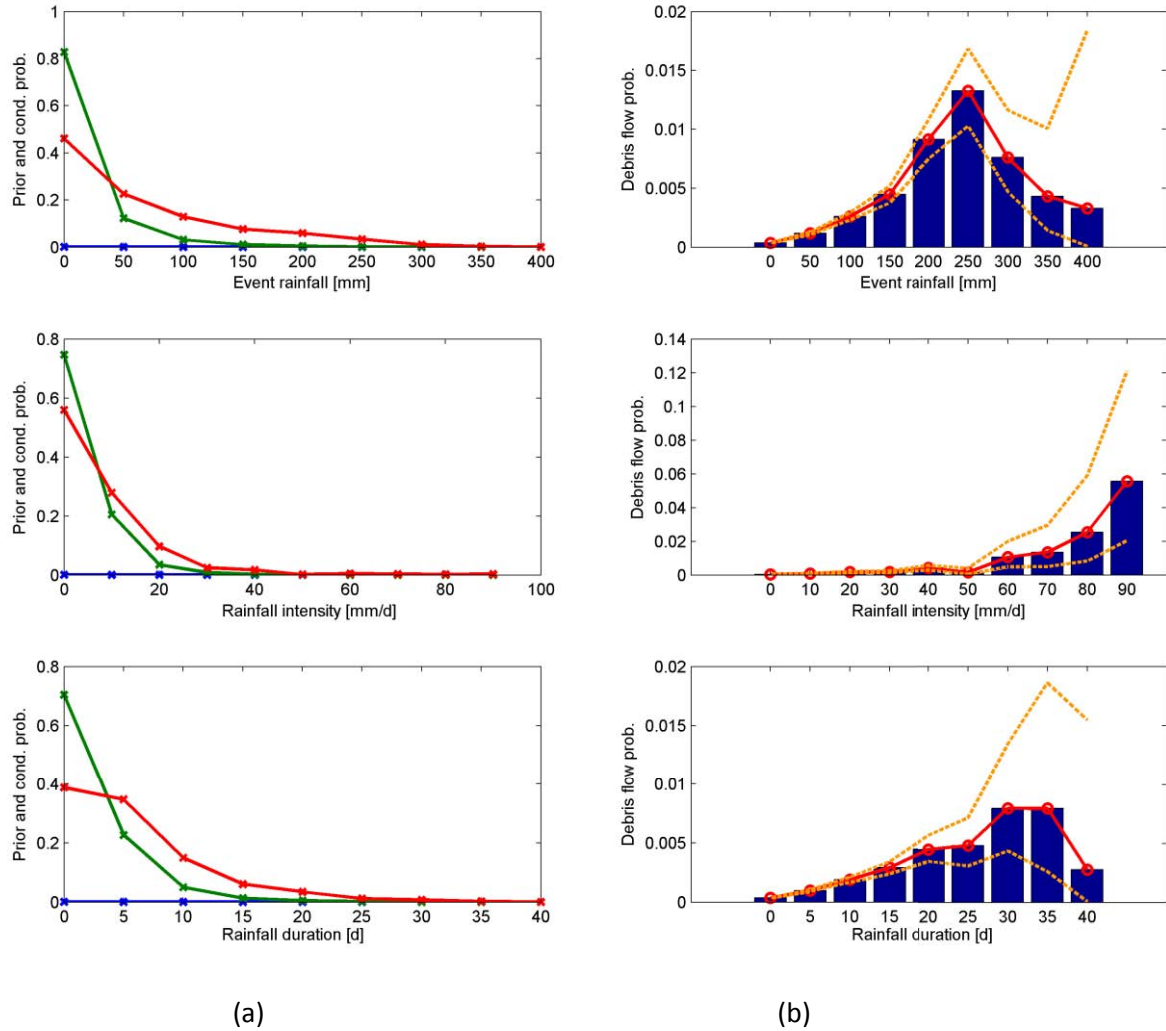 Prior and cond. prob.
1
0.8
0.6
0.4
0.2
0
0 50 100 150 200 250 300 350 400
Event rainfall [mm]
Debris flow prob.
0.02
0.015
0.01
0.005
0
0 50 100 150 200 250 300 350 400
Event rainfall [mm]
Prior and cond. prob.
0.8
0.6
0.4
0.2
0
0 20 40 60 80 100
Rainfall intensity [mm/d]
Debris flow prob.
0.14
0.12
0.1
0.08
0.06
0.04
0.02
0
0 10 20 30 40 50 60 70 80 90
Rainfall intensity [mm/d]
Prior and cond. prob.
0.8
0.6
0.4
0.2
0
0 5 10 15 20 25 30 35 40
Rainfall duration [d]
Debris flow prob.
0.02
0.015
0.01
0.005
0
0 5 10 15 20 25 30 35 40
Rainfall duration [d]
(a) (b)